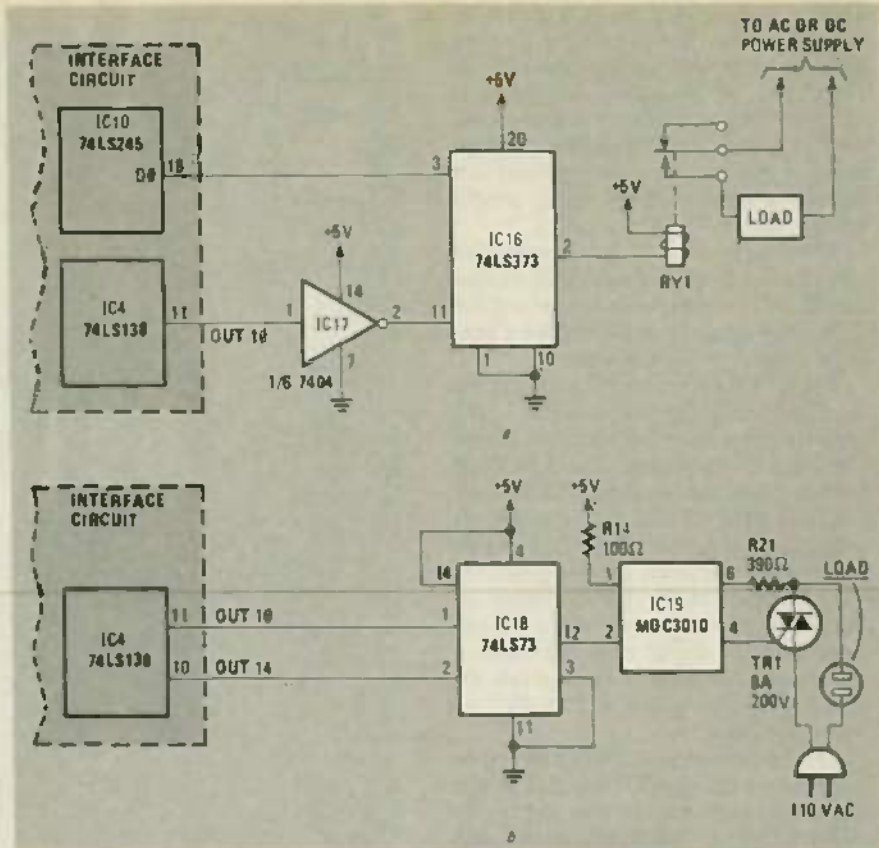 TO AC OR DC
POWER SUPPLY
INTERFACE
CIRCUIT
IC10
74LS245
D0
18
+5V
20
3
IC16
74LS373
2
+5V
RY1
LOAD
IC4
74LS138
11
OUT 10
+5V
14
1
IC17
2
7
1/6 7404
11
1
10
a
INTERFACE
CIRCUIT
IC4
74LS138
11
OUT 10
10
OUT 14
+5V
4
14
1
2
IC18
74LS73
12
3
11
+5V
R14
100Ω
1
2
IC19
MOC3010
6
4
R21
390Ω
LOAD
TR1
8A
200V
110 VAC
b